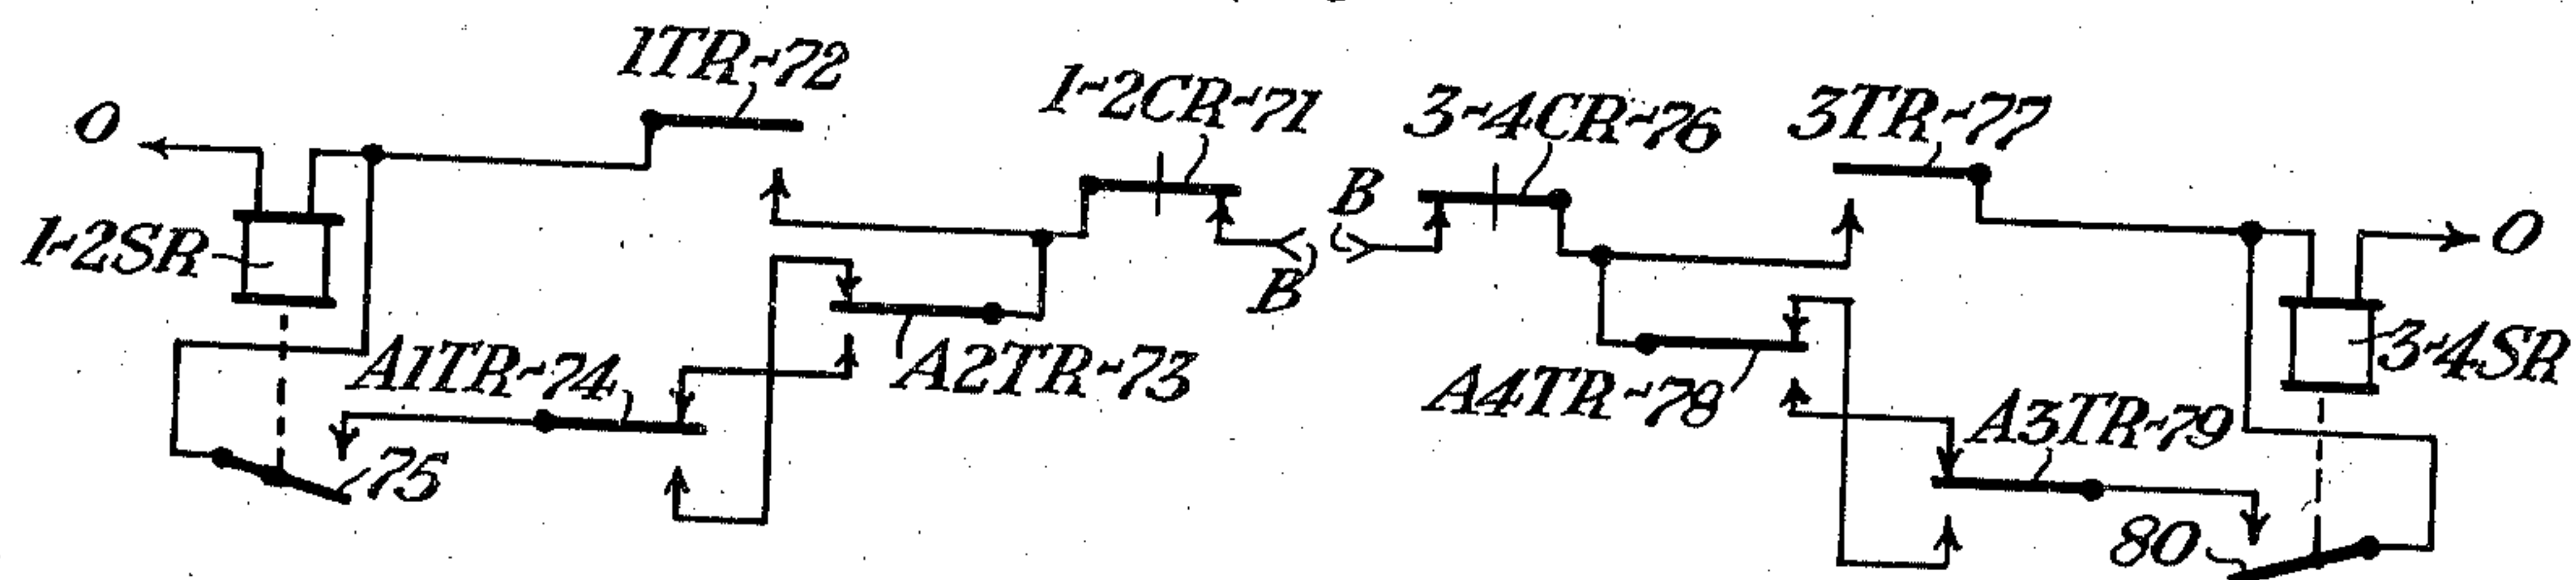 1TR-72
O
1-2CR-71
3-4CR-76
3TR-77
B
B
O
1-2SR
A1TR-74
A2TR-73
A4TR-78
3-4SR
A3TR-79
75
80